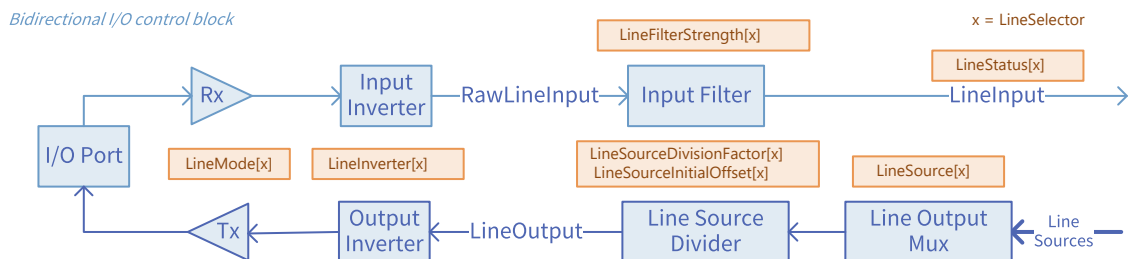 Bidirectional I/O control block
x = LineSelector
LineFilterStrength[x]
LineStatus[x]
Rx
Input
Inverter
RawLineInput
Input Filter
LineInput
I/O Port
LineMode[x]
LineInverter[x]
LineSourceDivisionFactor[x]
LineSourceInitialOffset[x]
LineSource[x]
Tx
Output
Inverter
LineOutput
Line Source
Divider
Line Output
Mux
Line
Sources